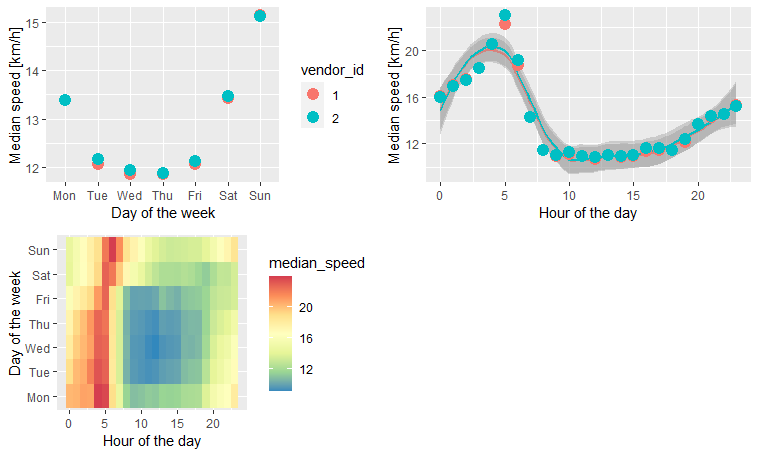 Median speed [km/h]
15
14
13
12
Mon Tue Wed Thu Fri Sat Sun
Day of the week
vendor_id
1
2
Median speed [km/h]
20
16
12
0 5 10 15 20
Hour of the day
Day of the week
Sun
Sat
Fri
Thu
Wed
Tue
Mon
0 5 10 15 20
Hour of the day
median_speed
20
16
12